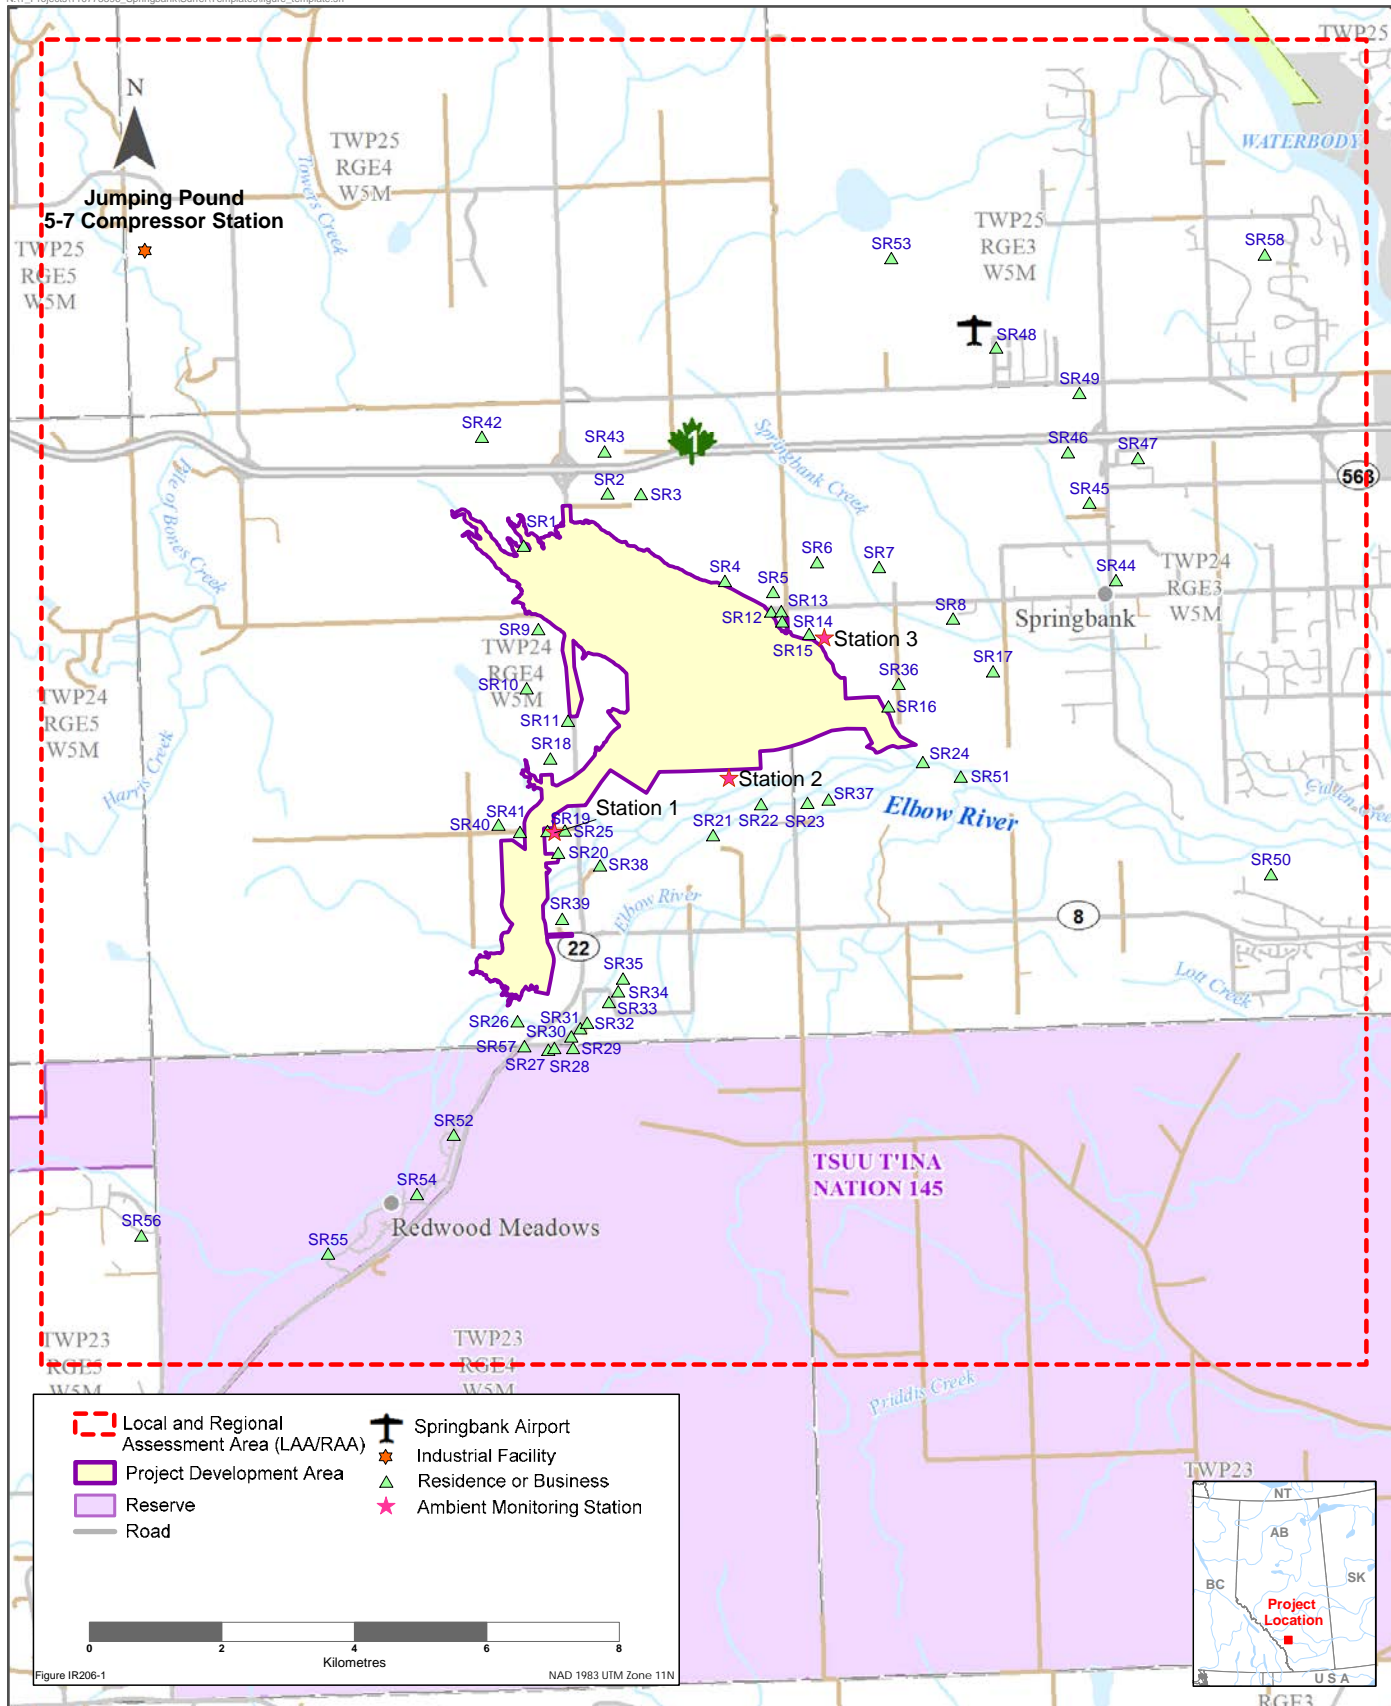 TWP25
N
WATERBODY
TWP25
RGE4
W5M
Towers Creek
Jumping Pound
5-7 Compressor Station
TWP25
RGE5
W5M
TWP25
RGE3
W5M
SR53
SR58
SR48
SR49
SR42
SR43
1
SR46
SR47
563
Springbank Creek
Pile of Bones Creek
SR2
SR3
SR45
SR1
SR6
SR7
SR4
SR5
SR44
TWP24
RGE3
W5M
SR13
SR12
SR14
SR15
Station 3
SR8
Springbank
SR9
TWP24
RGE4
W5M
SR10
SR17
SR36
SR16
TWP24
RGE5
W5M
SR11
SR18
Harris Creek
SR24
SR51
Station 2
SR37
SR22
SR23
Elbow River
Cullen Creek
Station 1
SR41
SR40
SR19
SR25
SR21
SR20
SR38
SR50
Elbow River
SR39
8
22
SR35
SR34
SR33
Lott Creek
SR26
SR31
SR32
SR30
SR57
SR29
SR27
SR28
SR52
TSUU T'INA
NATION 145
SR54
Redwood Meadows
SR56
SR55
TWP23
RGE5
W5M
TWP23
RGE4
W5M
Priddis Creek
TWP23
RGE3
Local and Regional
Assessment Area (LAA/RAA)
Project Development Area
Reserve
Road
Springbank Airport
Industrial Facility
Residence or Business
Ambient Monitoring Station
0 2 4 6 8
Kilometres
Figure IR206-1
NAD 1983 UTM Zone 11N
NT
AB
BC
SK
Project
Location
USA